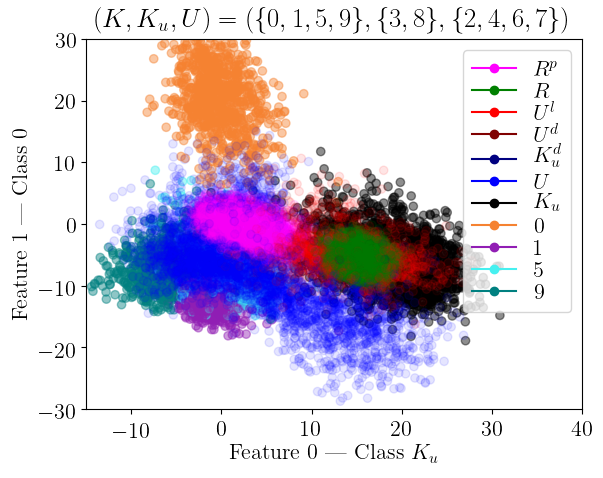 (K, K_u, U) = ({0, 1, 5, 9}, {3, 8}, {2, 4, 6, 7})
30
20
10
0
−10
−20
−30
Feature 1 — Class 0
R^p
R
U^l
U^d
K_u^d
U
K_u
0
1
5
9
−10
0
10
20
30
40
Feature 0 — Class K_u